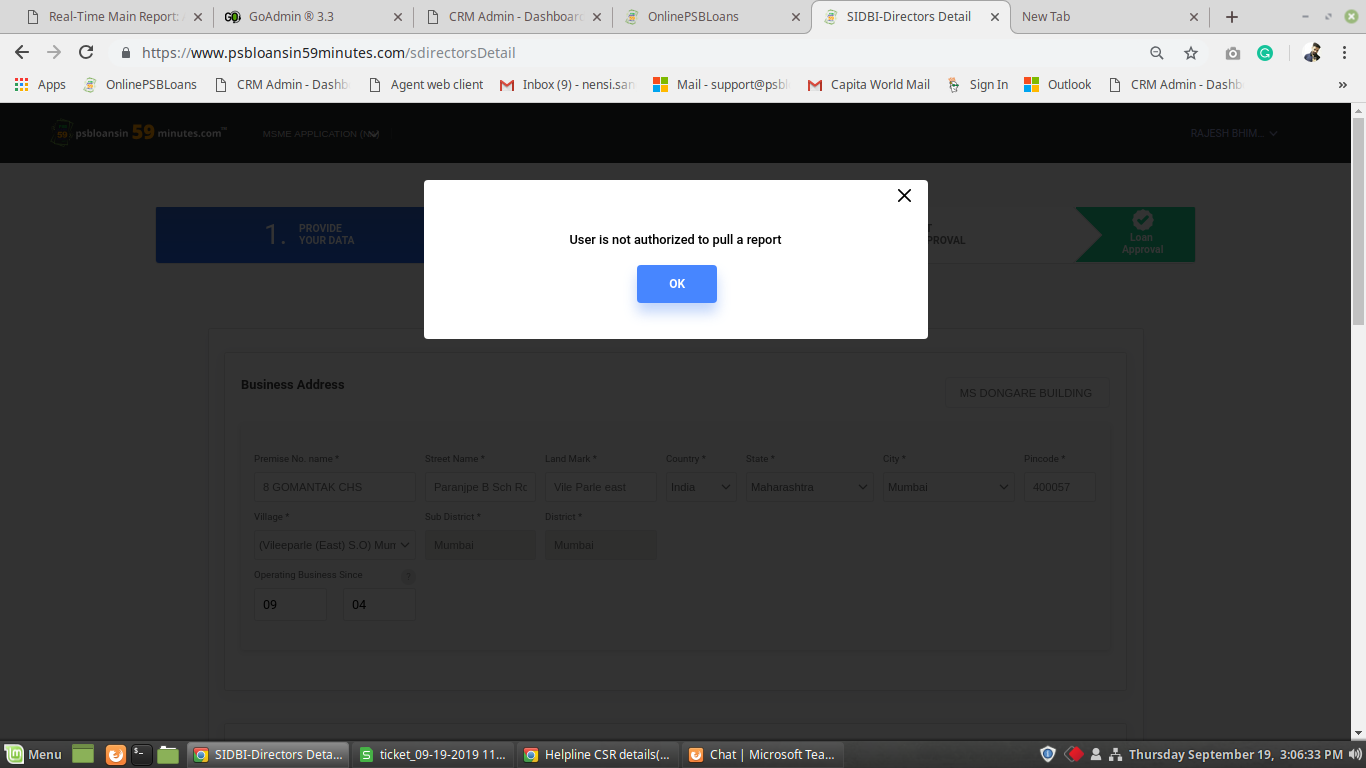 Real-Time Main Report: A
GoAdmin ® 3.3
CRM Admin - Dashboard
OnlinePSBLoans
SIDBI-Directors Detail
New Tab
https://www.psbloansin59minutes.com/sdirectorsDetail
Apps
OnlinePSBLoans
CRM Admin - Dashb
Agent web client
Inbox (9) - nensi.san
Mail - support@psbl
Capita World Mail
Sign In
Outlook
CRM Admin - Dashb
»
psbloansin 59 minutes.com™
MSME APPLICATION (NM)
RAJESH BHIM...
1. PROVIDE
YOUR DATA
PROVAL
Loan
Approval
User is not authorized to pull a report
OK
Business Address
MS DONGARE BUILDING
Premise No. name * Street Name * Land Mark * Country * State * City * Pincode *
8 GOMANTAK CHS Paranjpe B Sch Rc Vile Parle east India Maharashtra Mumbai 400057
Village * Sub District * District *
(Vileeparle (East) S.O) Mun Mumbai Mumbai
Operating Business Since ?
09 04
Menu
SIDBI-Directors Deta...
ticket_09-19-2019 11...
Helpline CSR details(...
Chat | Microsoft Tea...
Thursday September 19, 3:06:33 PM